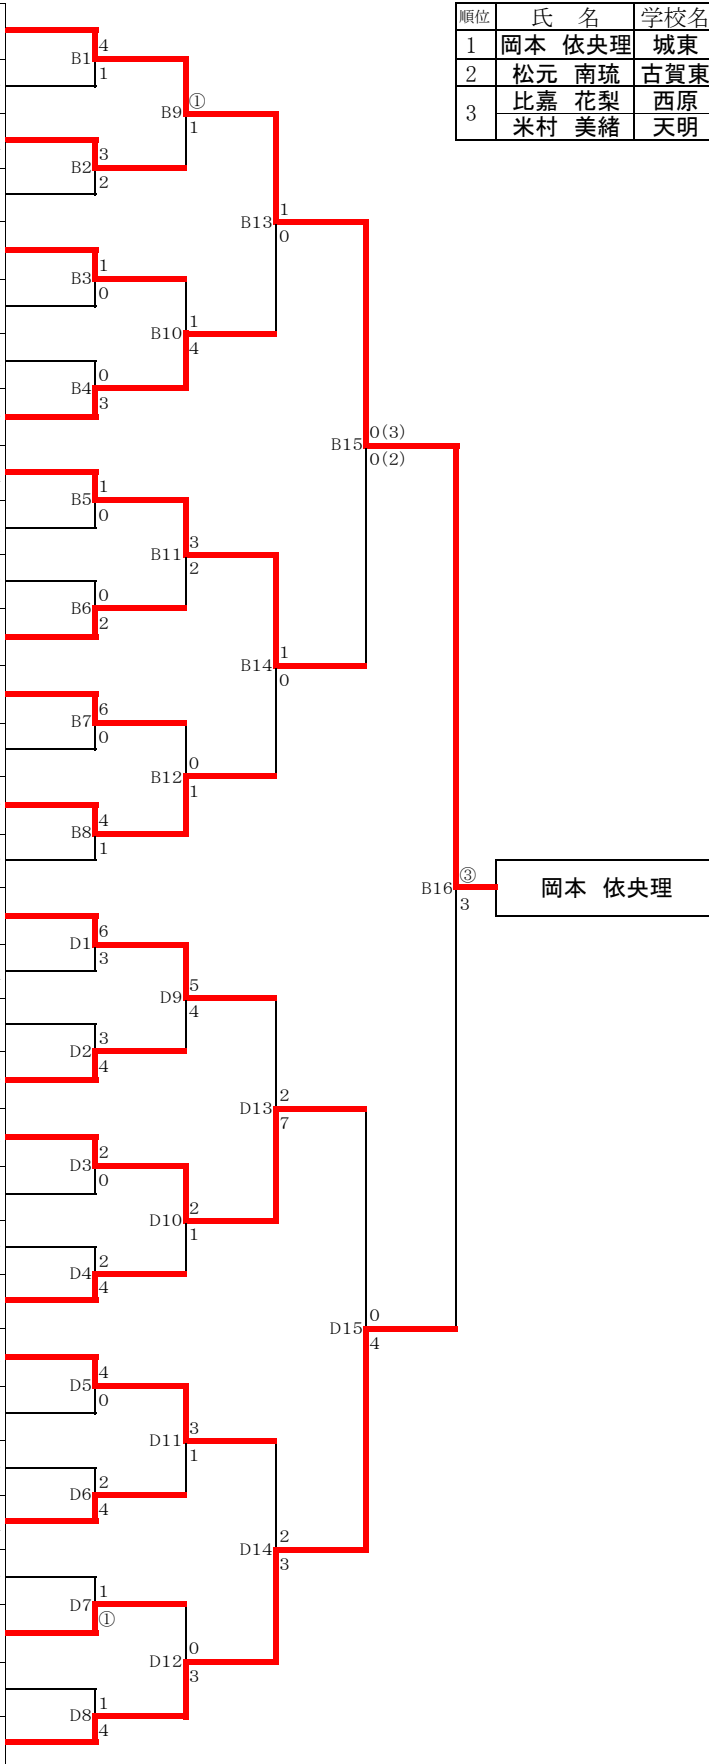 順位 氏 名 学校名
1 岡本 依央理 城東
2 松元 南琉 古賀東
3 比嘉 花梨 西原
米村 美緒 天明
B1 4
1
B9 ①
1
B2 3
2
B13 1
0
B3 1
0
B10 1
4
B4 0
3
B15 0(3)
0(2)
B5 1
0
B11 3
2
B6 0
2
B14 1
0
B7 6
0
B12 0
1
B8 4
1
B16 ③
3
岡本 依央理
D1 6
3
D9 5
4
D2 3
4
D13 2
7
D3 2
0
D10 2
1
D4 2
4
D15 0
4
D5 4
0
D11 3
1
D6 2
4
D14 2
3
D7 1
①
D12 0
3
D8 1
4